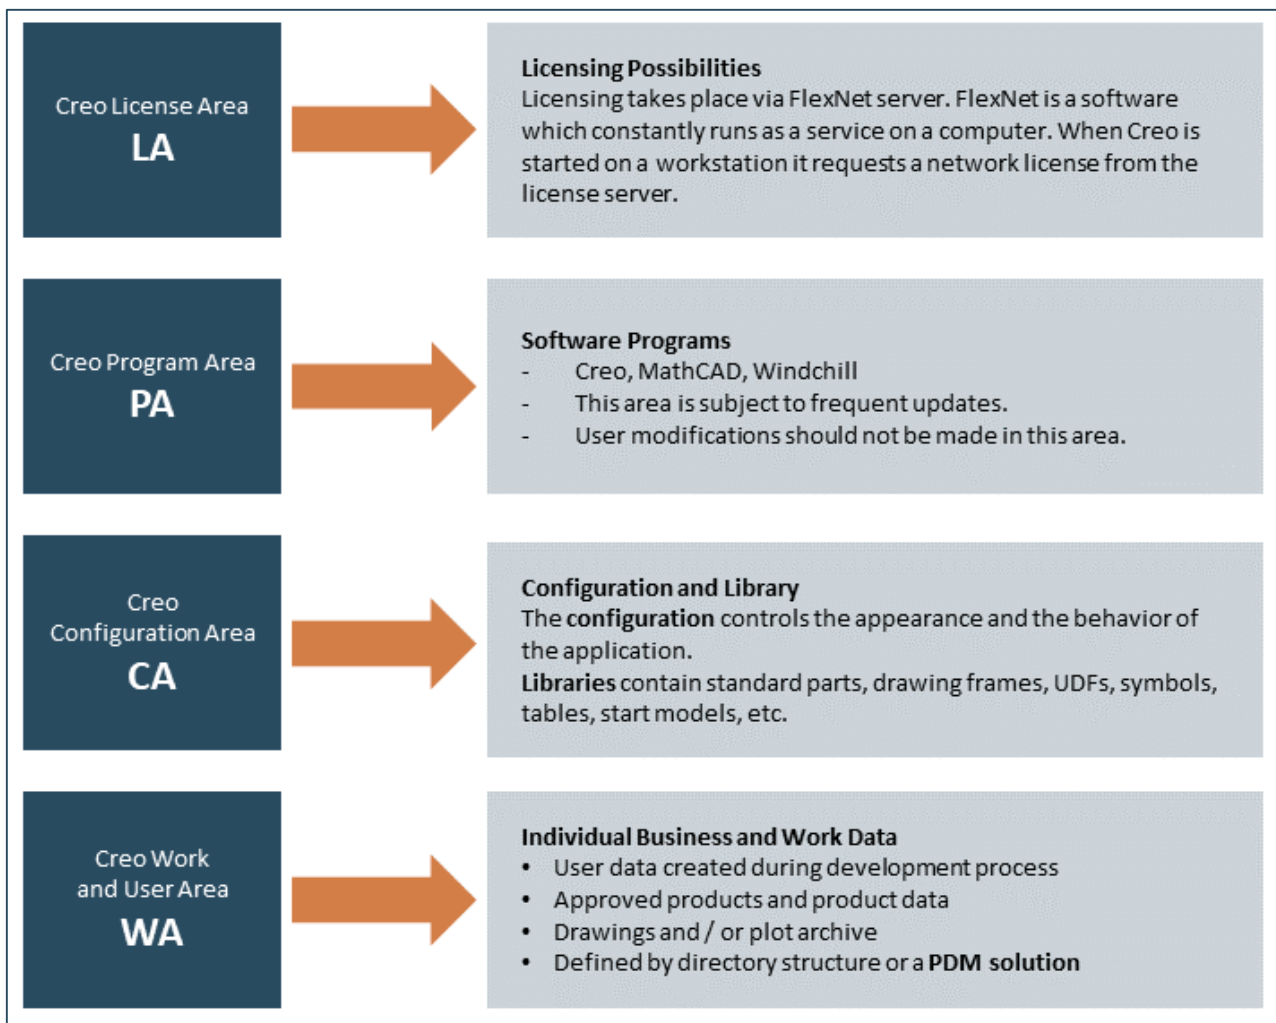 Creo License Area
LA
Licensing Possibilities
Licensing takes place via FlexNet server. FlexNet is a software
which constantly runs as a service on a computer. When Creo is
started on a workstation it requests a network license from the
license server.
Creo Program Area
PA
Software Programs
- Creo, MathCAD, Windchill
- This area is subject to frequent updates.
- User modifications should not be made in this area.
Creo
Configuration Area
CA
Configuration and Library
The configuration controls the appearance and the behavior of
the application.
Libraries contain standard parts, drawing frames, UDFs, symbols,
tables, start models, etc.
Creo Work
and User Area
WA
Individual Business and Work Data
• User data created during development process
• Approved products and product data
• Drawings and / or plot archive
• Defined by directory structure or a PDM solution